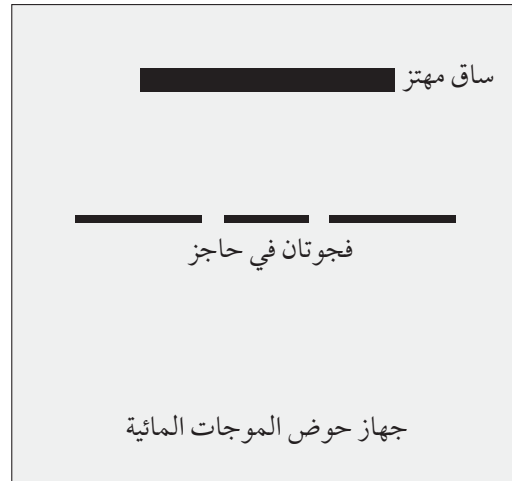 ساق مهتز
فجوتان في حاجز
جهاز حوض الموجات المائية